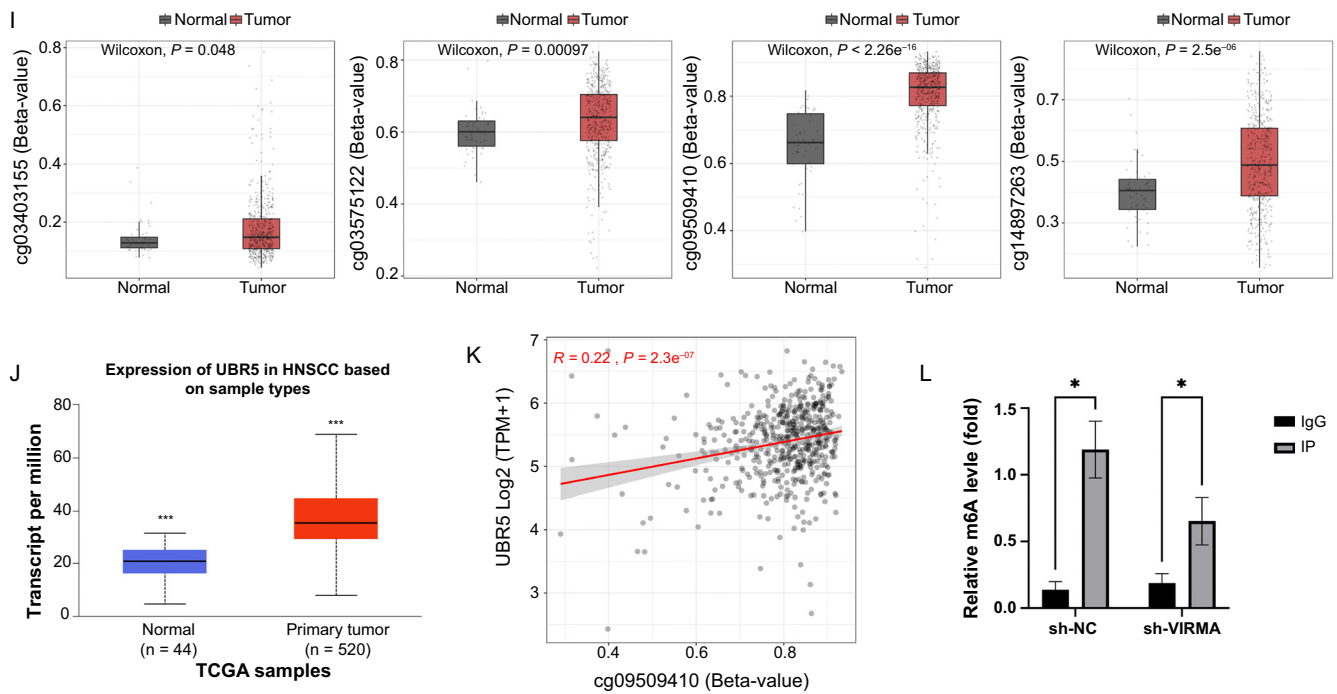 I
Normal Tumor
Wilcoxon, P = 0.048
cg03403155 (Beta-value)
0.8
0.6
0.4
0.2
Normal Tumor
Normal Tumor
Wilcoxon, P = 0.00097
cg03575122 (Beta-value)
0.8
0.6
0.4
0.2
Normal Tumor
Normal Tumor
Wilcoxon, P < 2.26e⁻¹⁶
cg09509410 (Beta-value)
0.8
0.6
0.4
Normal Tumor
Normal Tumor
Wilcoxon, P = 2.5e⁻⁰⁶
cg14897263 (Beta-value)
0.7
0.5
0.3
Normal Tumor
J
Expression of UBR5 in HNSCC based
on sample types
Transcript per million
80
60
40
20
0
***
***
Normal Primary tumor
(n = 44) (n = 520)
TCGA samples
K
R = 0.22 , P = 2.3e⁻⁰⁷
UBR5 Log2 (TPM+1)
7
6
5
4
3
0.4 0.6 0.8
cg09509410 (Beta-value)
L
* *
IgG
IP
Relative m6A levle (fold)
1.5
1.0
0.5
0.0
sh-NC sh-VIRMA